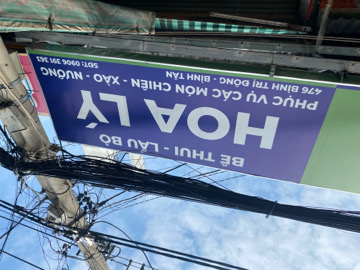 BÊ THUI - LẨU BÒ
HOA LÝ
PHỤC VỤ CÁC MÓN CHIÊN - XÀO - NƯỚNG
476 BÌNH TRỊ ĐÔNG - BÌNH TÂN
SĐT: 0906 391 363